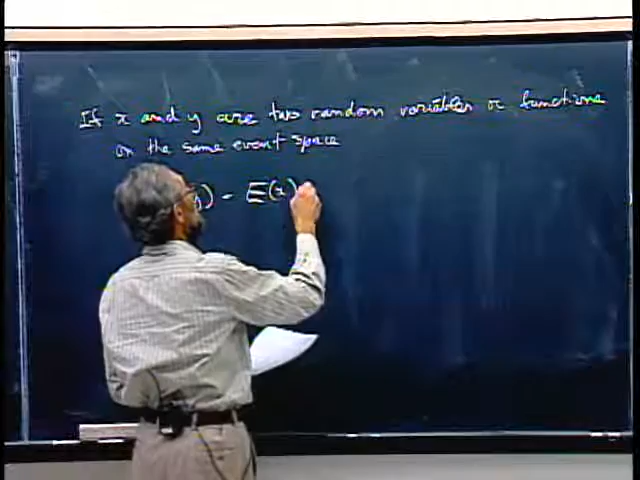 If x and y are two random variables or functions
on the same event space
y) = E(x)